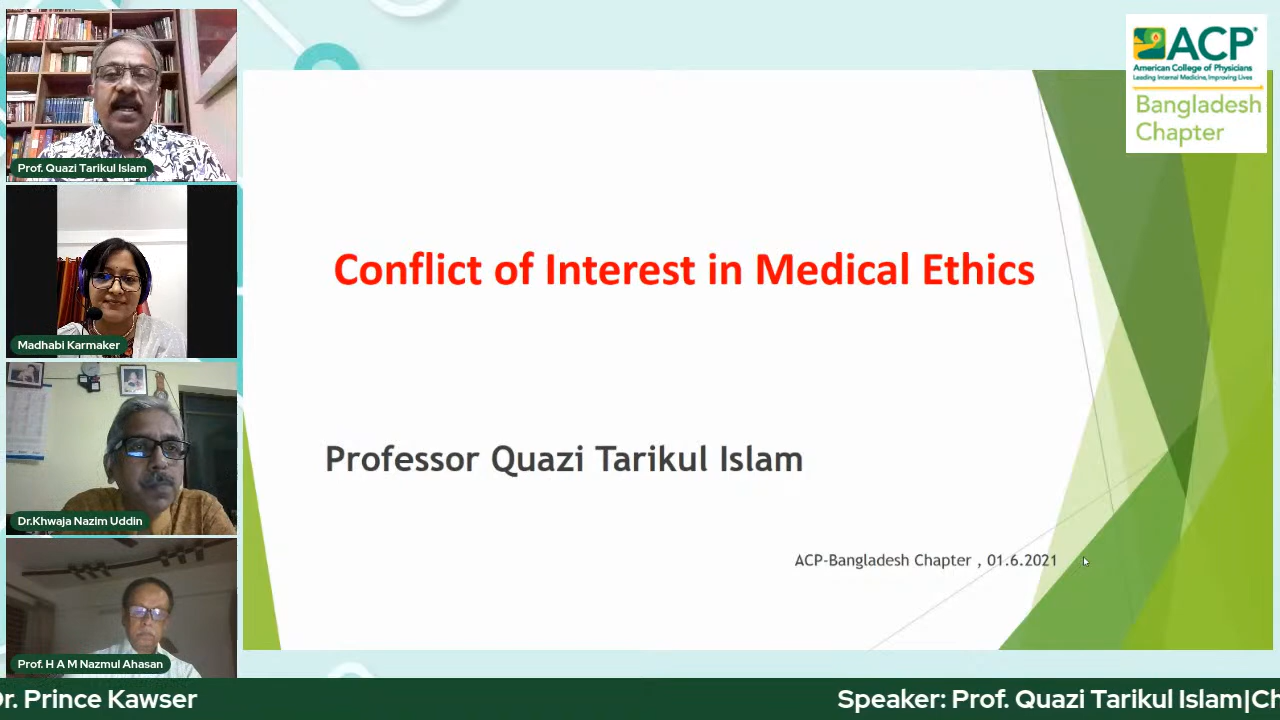 Prof. Quazi Tarikul Islam
Madhabi Karmaker
Dr.Khwaja Nazim Uddin
Prof. H A M Nazmul Ahasan
Conflict of Interest in Medical Ethics
Professor Quazi Tarikul Islam
ACP-Bangladesh Chapter , 01.6.2021
ACP
American College of Physicians
Leading Internal Medicine, Improving Lives
Bangladesh
Chapter
Dr. Prince Kawser
Speaker: Prof. Quazi Tarikul Islam|Ch